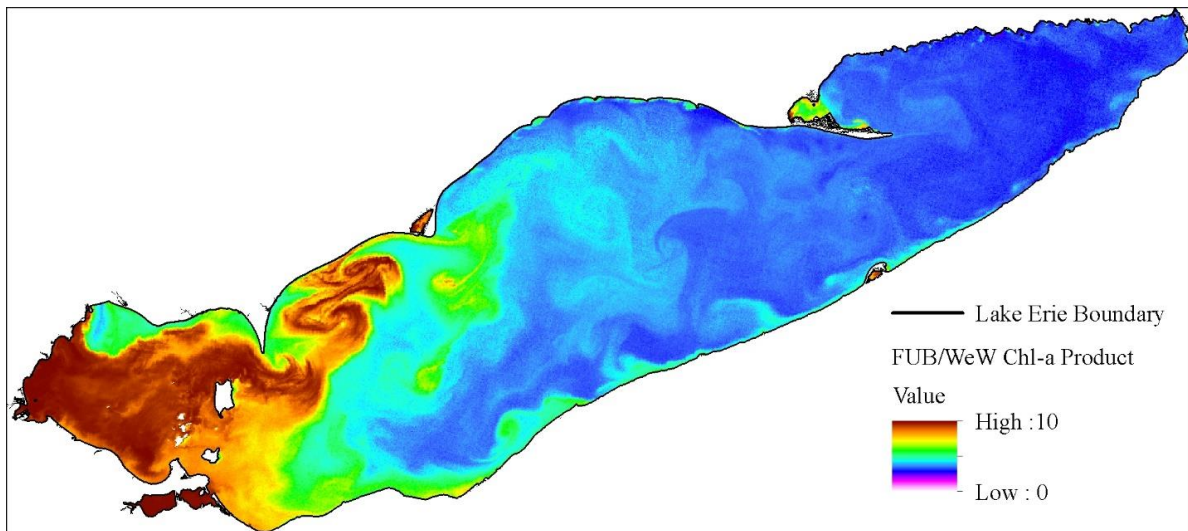 Lake Erie Boundary
FUB/WeW Chl-a Product
Value
High :10
Low : 0